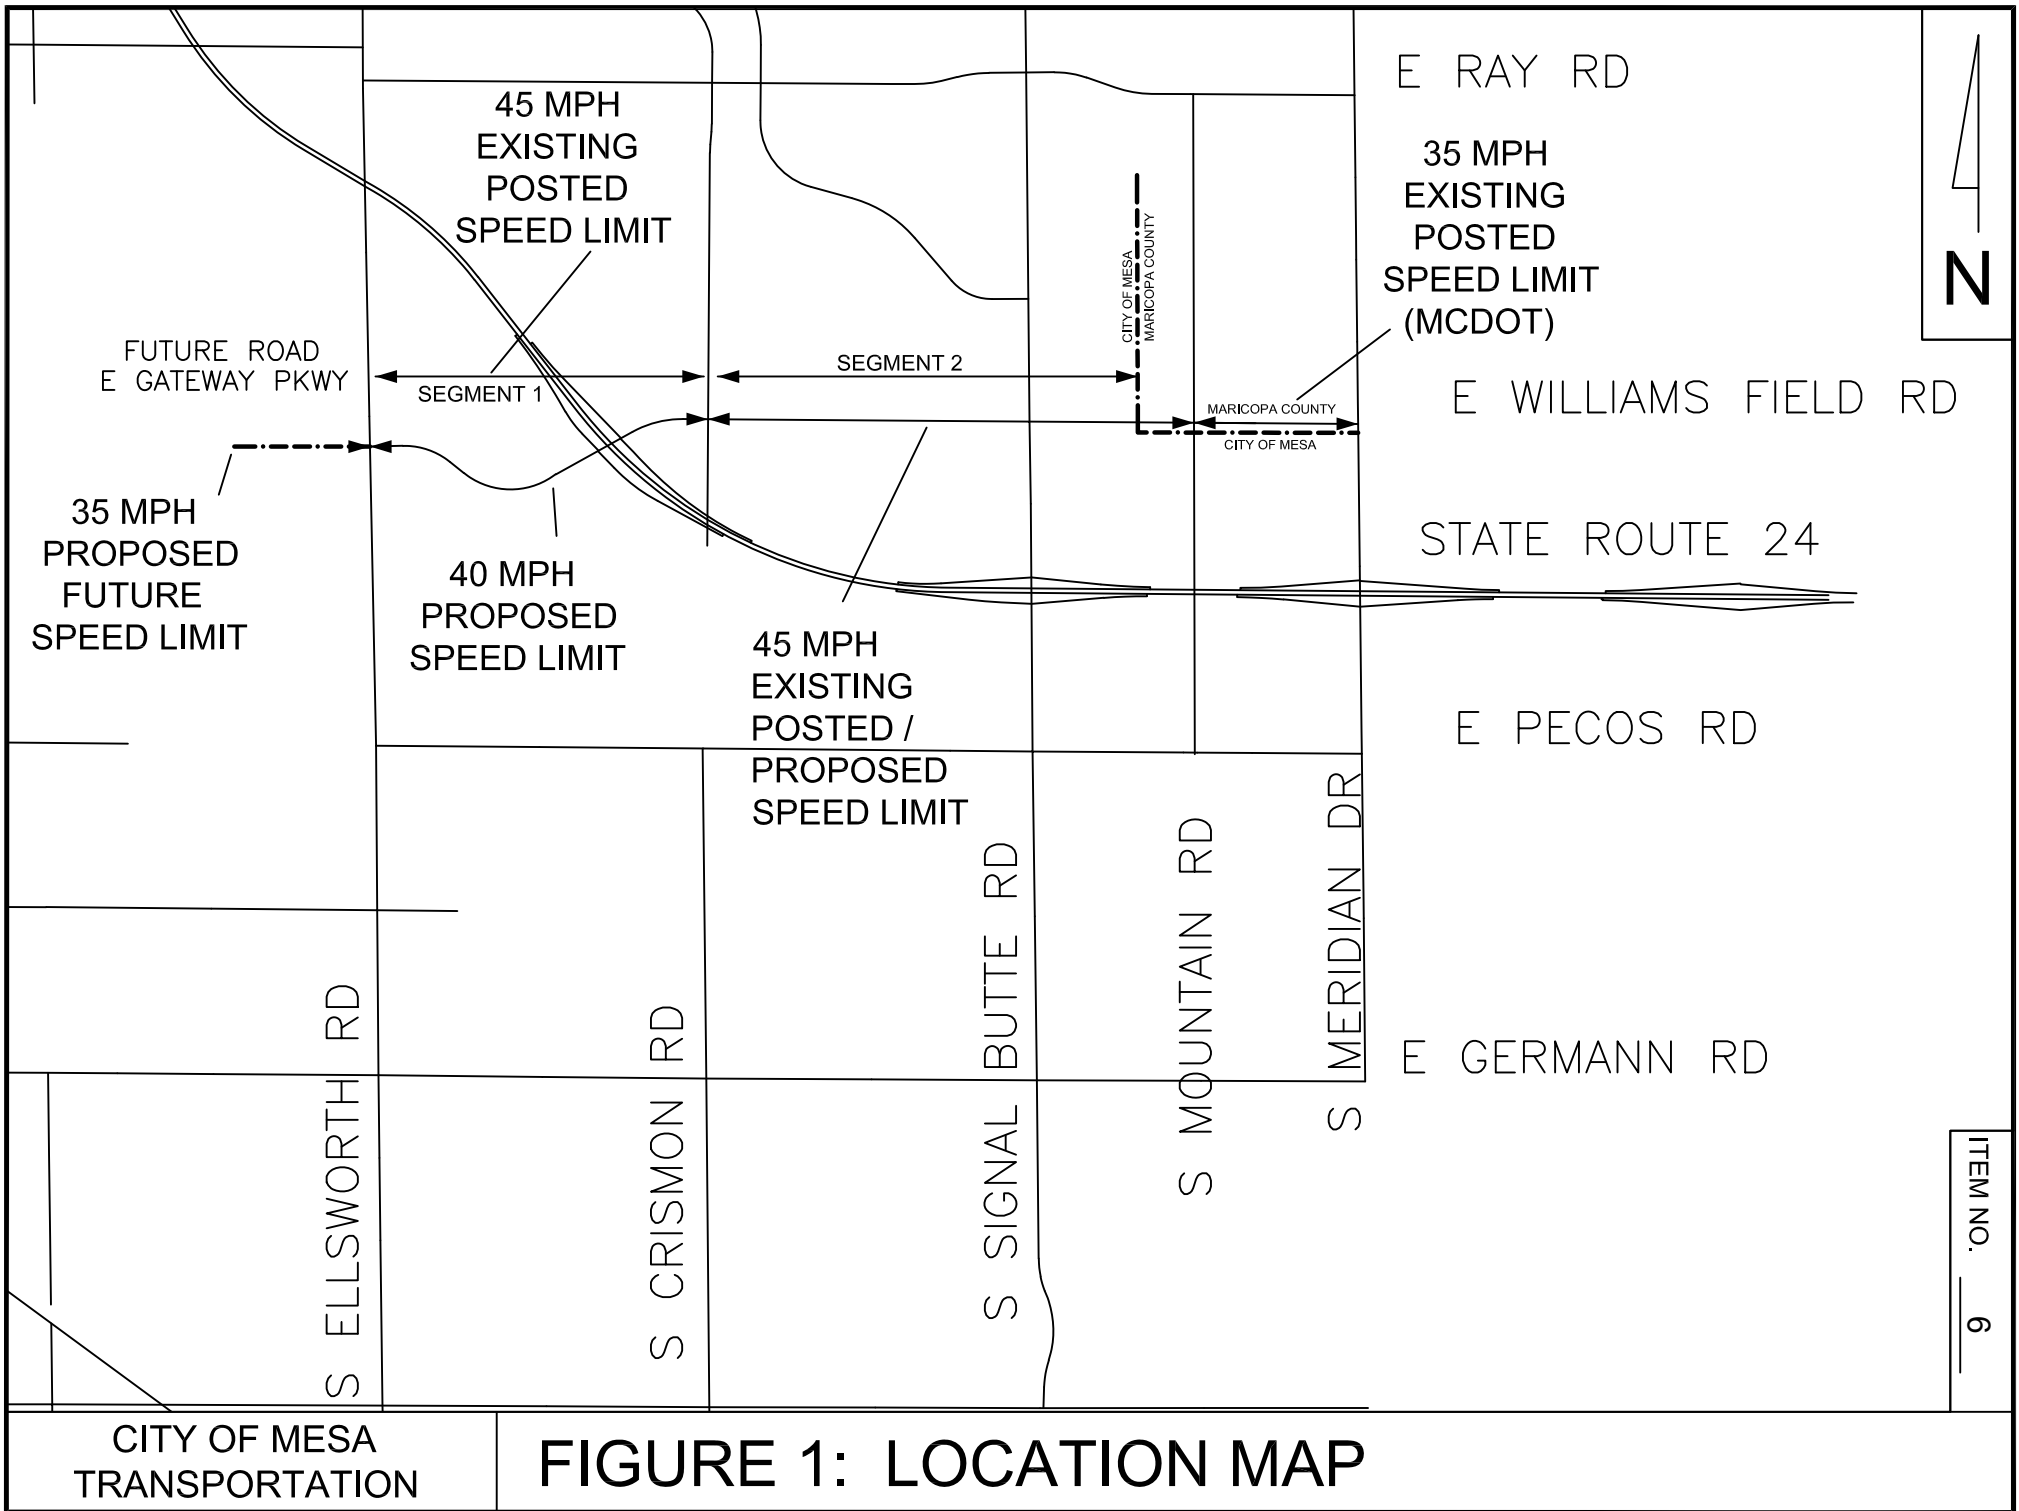 E RAY RD
45 MPH
EXISTING
POSTED
SPEED LIMIT
35 MPH
EXISTING
POSTED
SPEED LIMIT
(MCDOT)
N
CITY OF MESA
MARICOPA COUNTY
FUTURE ROAD
E GATEWAY PKWY
SEGMENT 1
SEGMENT 2
E WILLIAMS FIELD RD
MARICOPA COUNTY
CITY OF MESA
35 MPH
PROPOSED
FUTURE
SPEED LIMIT
40 MPH
PROPOSED
SPEED LIMIT
STATE ROUTE 24
45 MPH
EXISTING
POSTED /
PROPOSED
SPEED LIMIT
E PECOS RD
S ELLSWORTH RD
S CRISMON RD
S SIGNAL BUTTE RD
S MOUNTAIN RD
S MERIDIAN DR
E GERMANN RD
ITEM NO. 6
CITY OF MESA
TRANSPORTATION
FIGURE 1: LOCATION MAP